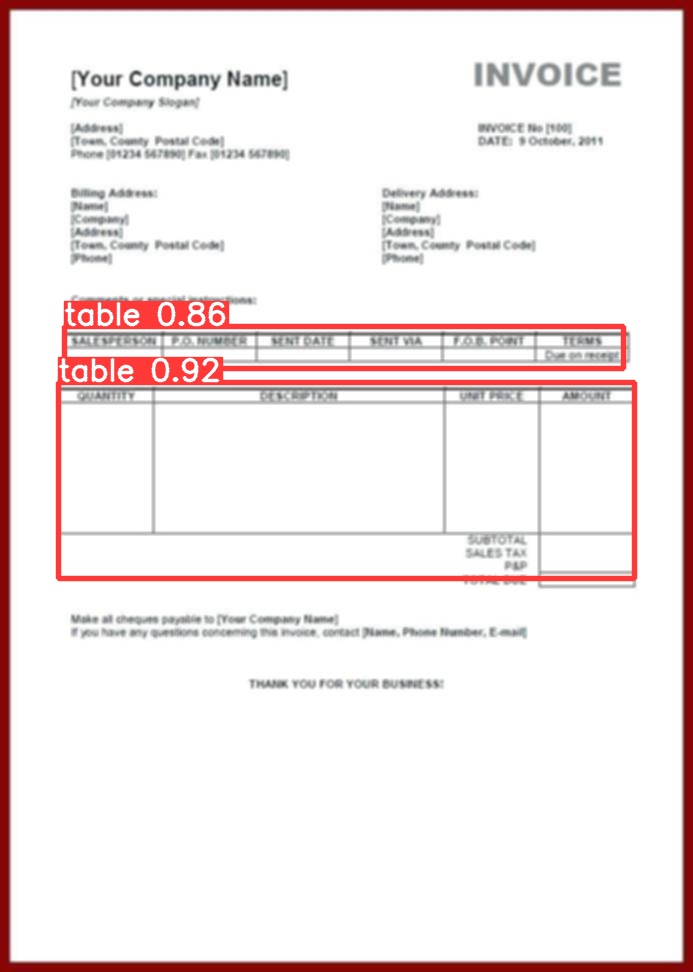 [Your Company Name]
INVOICE
[Your Company Slogan]
[Address]
[Town, County Postal Code]
Phone [01234 567890] Fax [01234 567890]
INVOICE No [100]
DATE: 9 October, 2011
Billing Address:
[Name]
[Company]
[Address]
[Town, County Postal Code]
[Phone]
Delivery Address:
[Name]
[Company]
[Address]
[Town, County Postal Code]
[Phone]
Comments or special instructions:
table 0.86
SALESPERSON P.O. NUMBER SENT DATE SENT VIA F.O.B. POINT TERMS
Due on receipt
table 0.92
QUANTITY DESCRIPTION UNIT PRICE AMOUNT
SUBTOTAL
SALES TAX
P&P
TOTAL DUE
Make all cheques payable to [Your Company Name]
If you have any questions concerning this invoice, contact [Name, Phone Number, E-mail]
THANK YOU FOR YOUR BUSINESS!